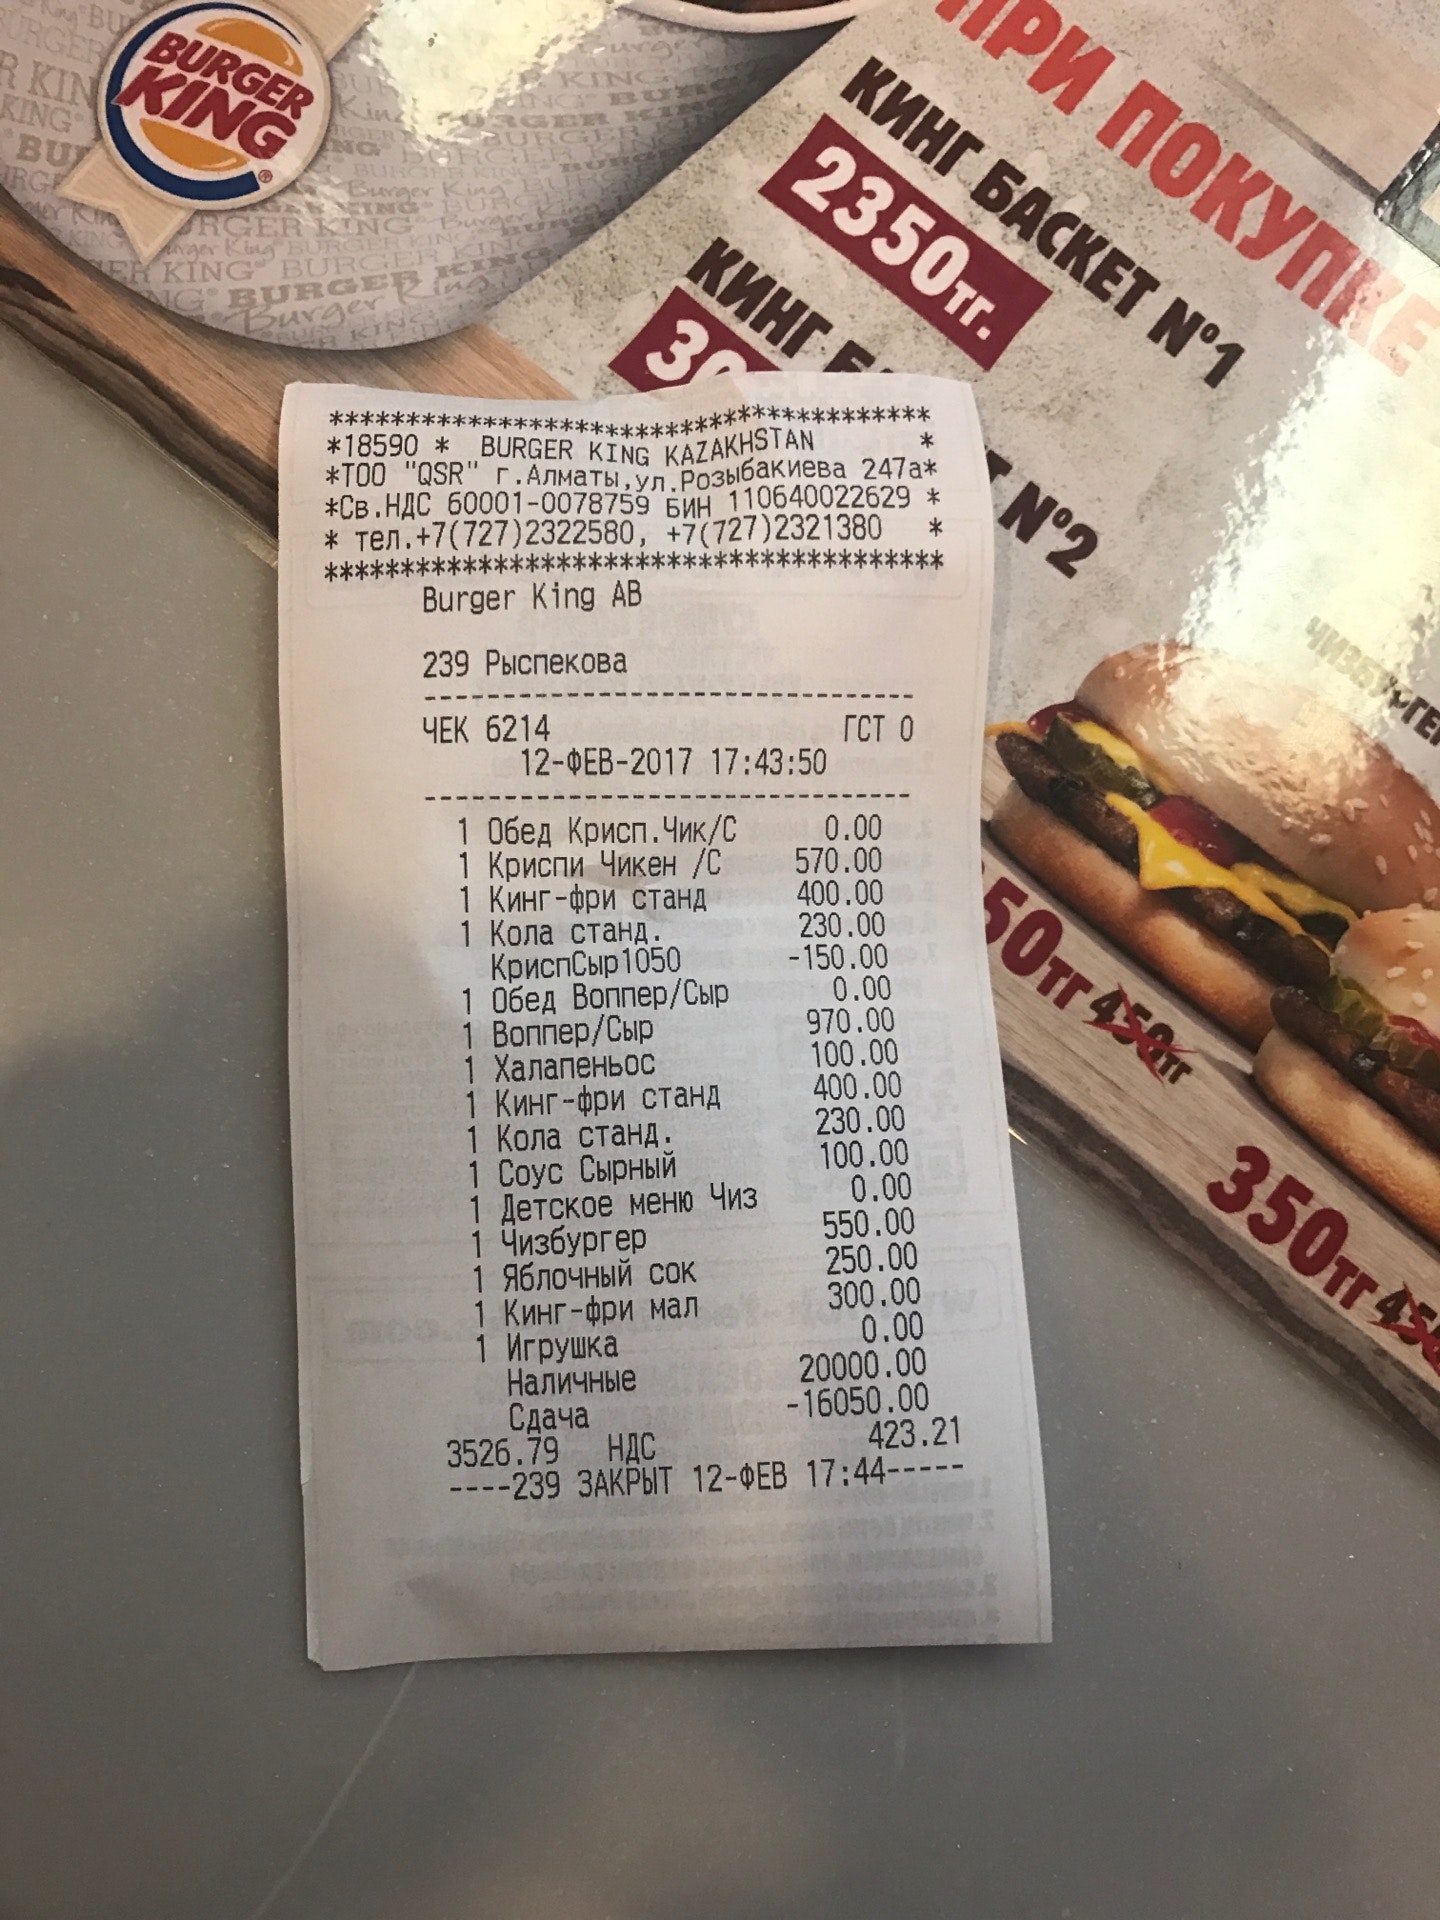 BURGER
KING®
ПРИ ПОКУПКЕ
КИНГ БАСКЕТ №1
2350тг.
КИНГ
№2
****************************************
*18590 * BURGER KING KAZAKHSTAN *
*ТОО "QSR" г.Алматы,ул.Розыбакиева 247а*
*Св.НДС 60001-0078759 БИН 110640022629 *
* тел.+7(727)2322580, +7(727)2321380 *
****************************************
Burger King AB
239 Рыспекова
--------------------------------
ЧЕК 6214 ГСТ 0
12-ФЕВ-2017 17:43:50
--------------------------------
1 Обед Крисп.Чик/С 0.00
1 Криспи Чикен /С 570.00
1 Кинг-фри станд 400.00
1 Кола станд. 230.00
КриспСыр1050 -150.00
1 Обед Воппер/Сыр 0.00
1 Воппер/Сыр 970.00
1 Халапеньос 100.00
1 Кинг-фри станд 400.00
1 Кола станд. 230.00
1 Соус Сырный 100.00
1 Детское меню Чиз 0.00
1 Чизбургер 550.00
1 Яблочный сок 250.00
1 Кинг-фри мал 300.00
1 Игрушка 0.00
Наличные 20000.00
Сдача -16050.00
3526.79 НДС 423.21
----239 ЗАКРЫТ 12-ФЕВ 17:44-----
50тг 450тг
350тг